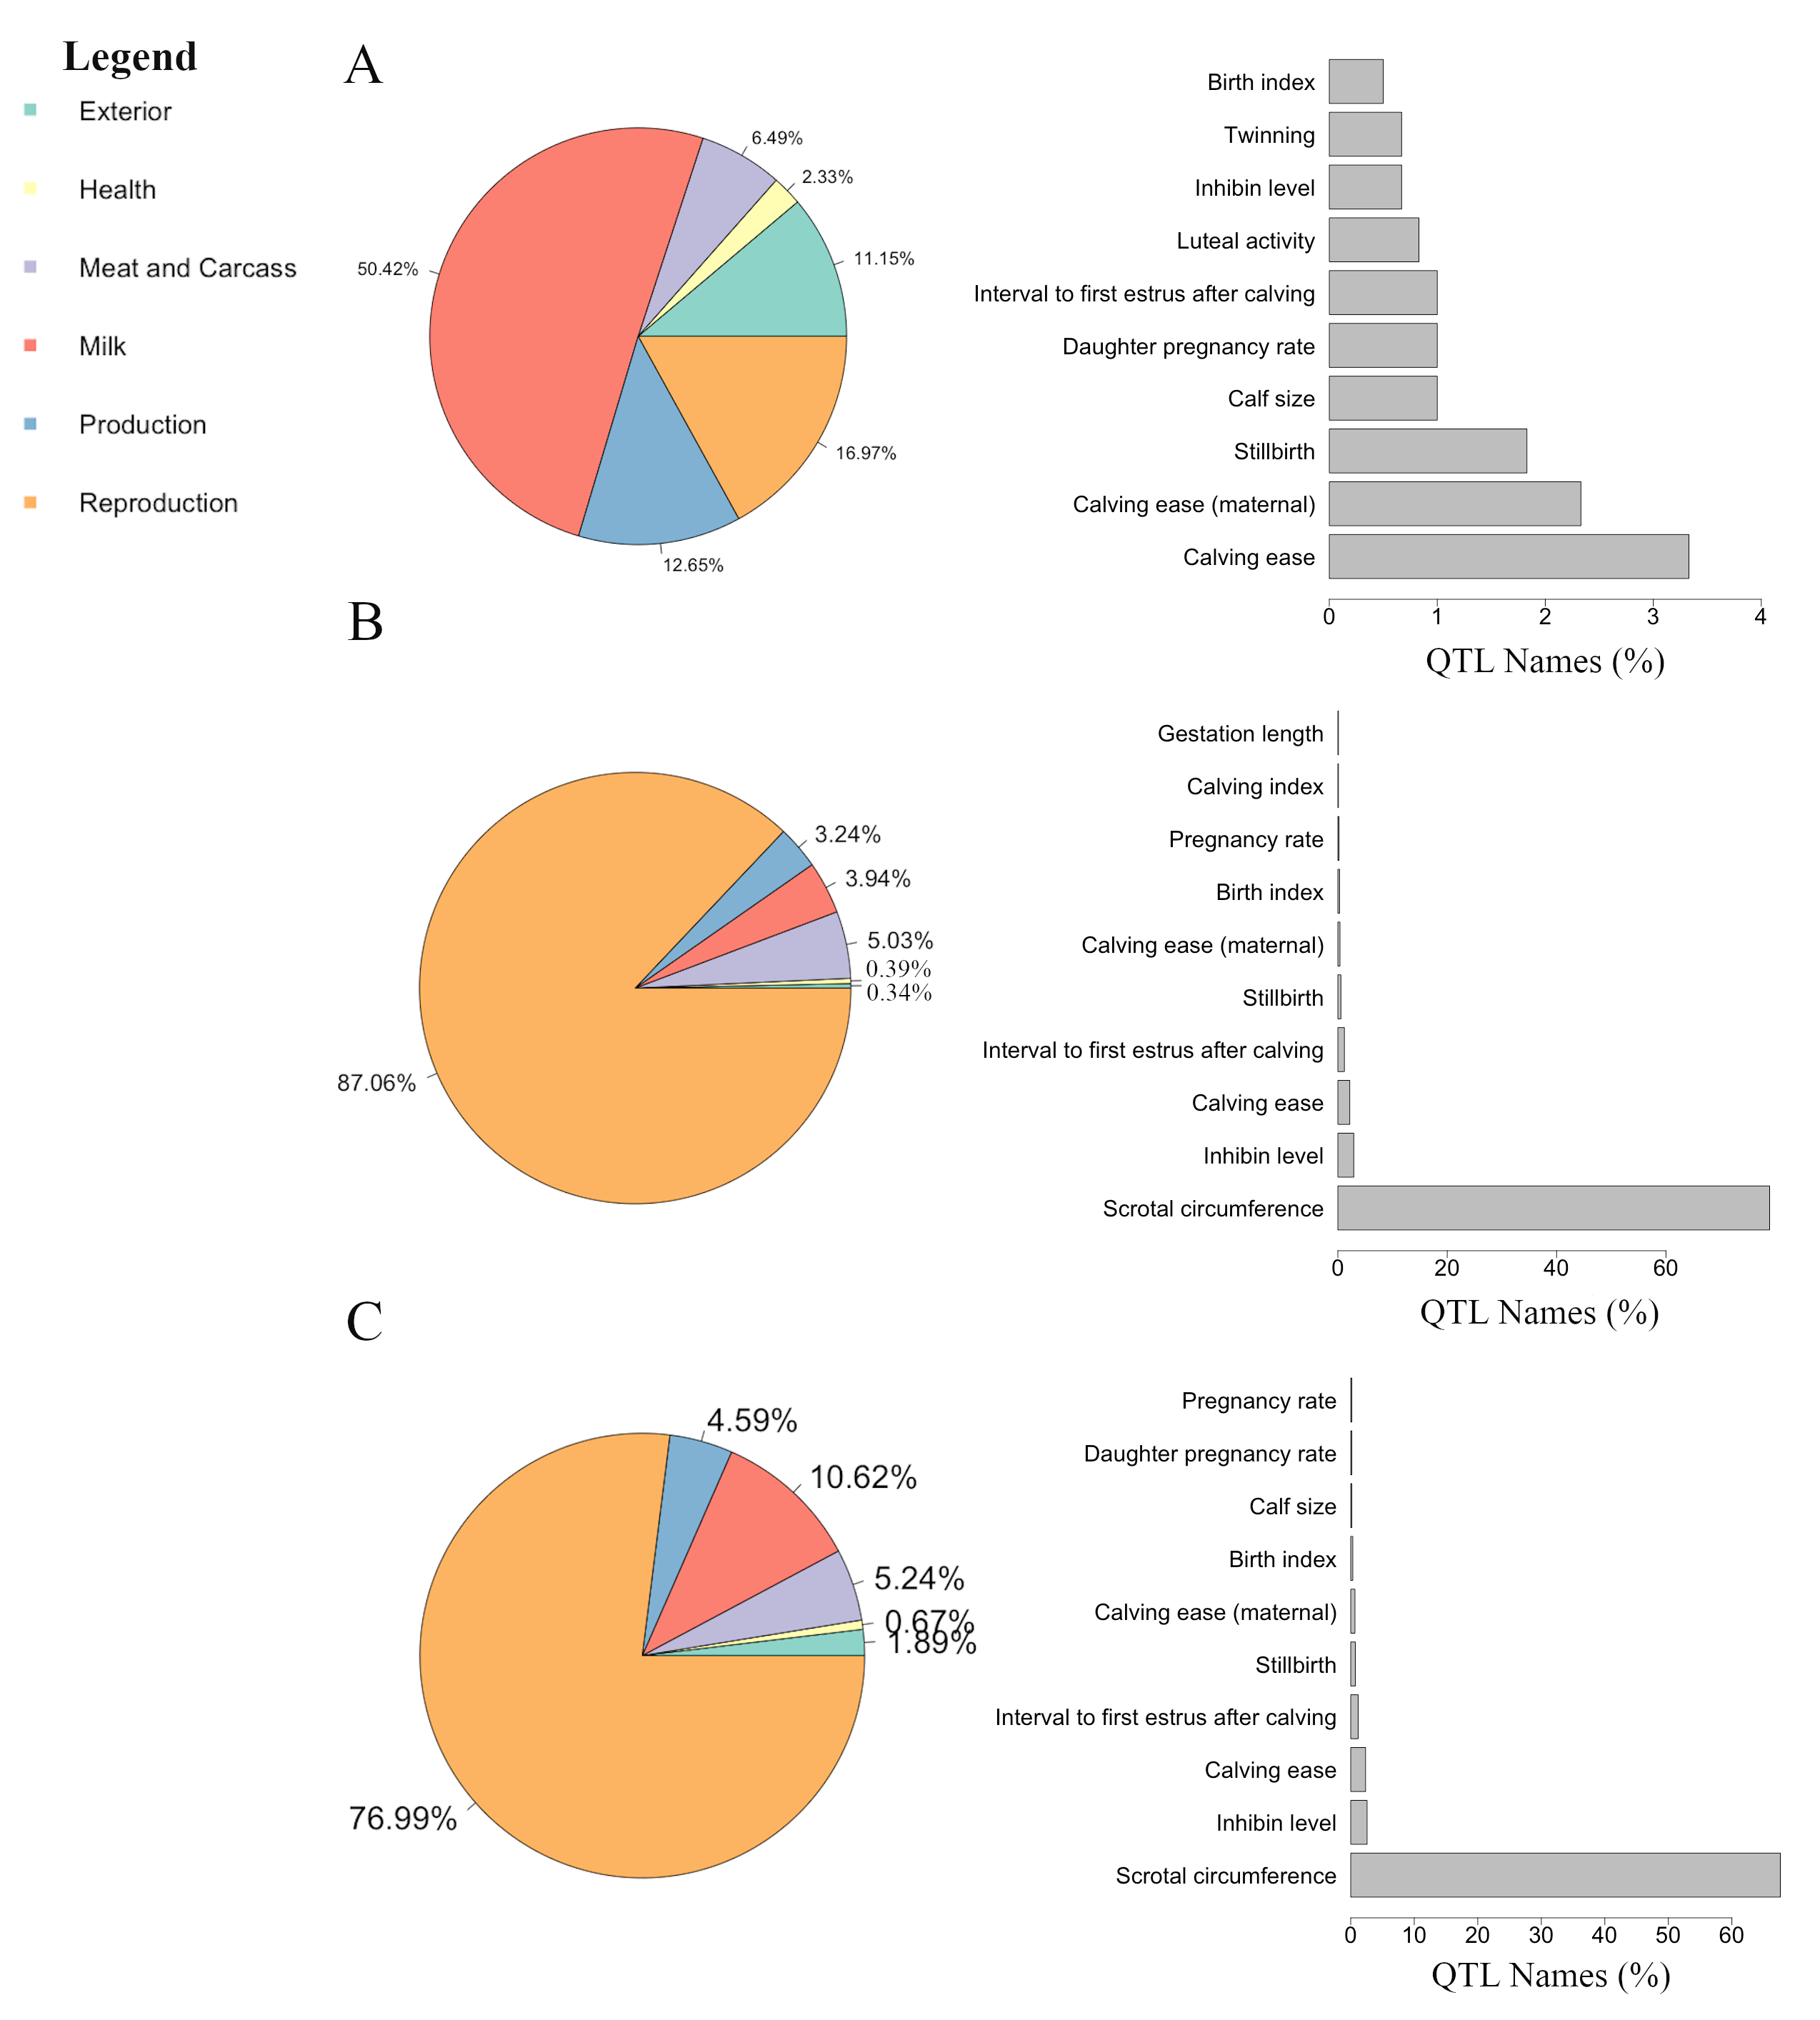 Legend
Exterior
Health
Meat and Carcass
Milk
Production
Reproduction
A
6.49%
2.33%
11.15%
50.42%
16.97%
12.65%
Birth index
Twinning
Inhibin level
Luteal activity
Interval to first estrus after calving
Daughter pregnancy rate
Calf size
Stillbirth
Calving ease (maternal)
Calving ease
0 1 2 3 4
QTL Names (%)
B
3.24%
3.94%
5.03%
0.39%
0.34%
87.06%
Gestation length
Calving index
Pregnancy rate
Birth index
Calving ease (maternal)
Stillbirth
Interval to first estrus after calving
Calving ease
Inhibin level
Scrotal circumference
0 20 40 60
QTL Names (%)
C
4.59%
10.62%
5.24%
0.67%
1.89%
76.99%
Pregnancy rate
Daughter pregnancy rate
Calf size
Birth index
Calving ease (maternal)
Stillbirth
Interval to first estrus after calving
Calving ease
Inhibin level
Scrotal circumference
0 10 20 30 40 50 60
QTL Names (%)